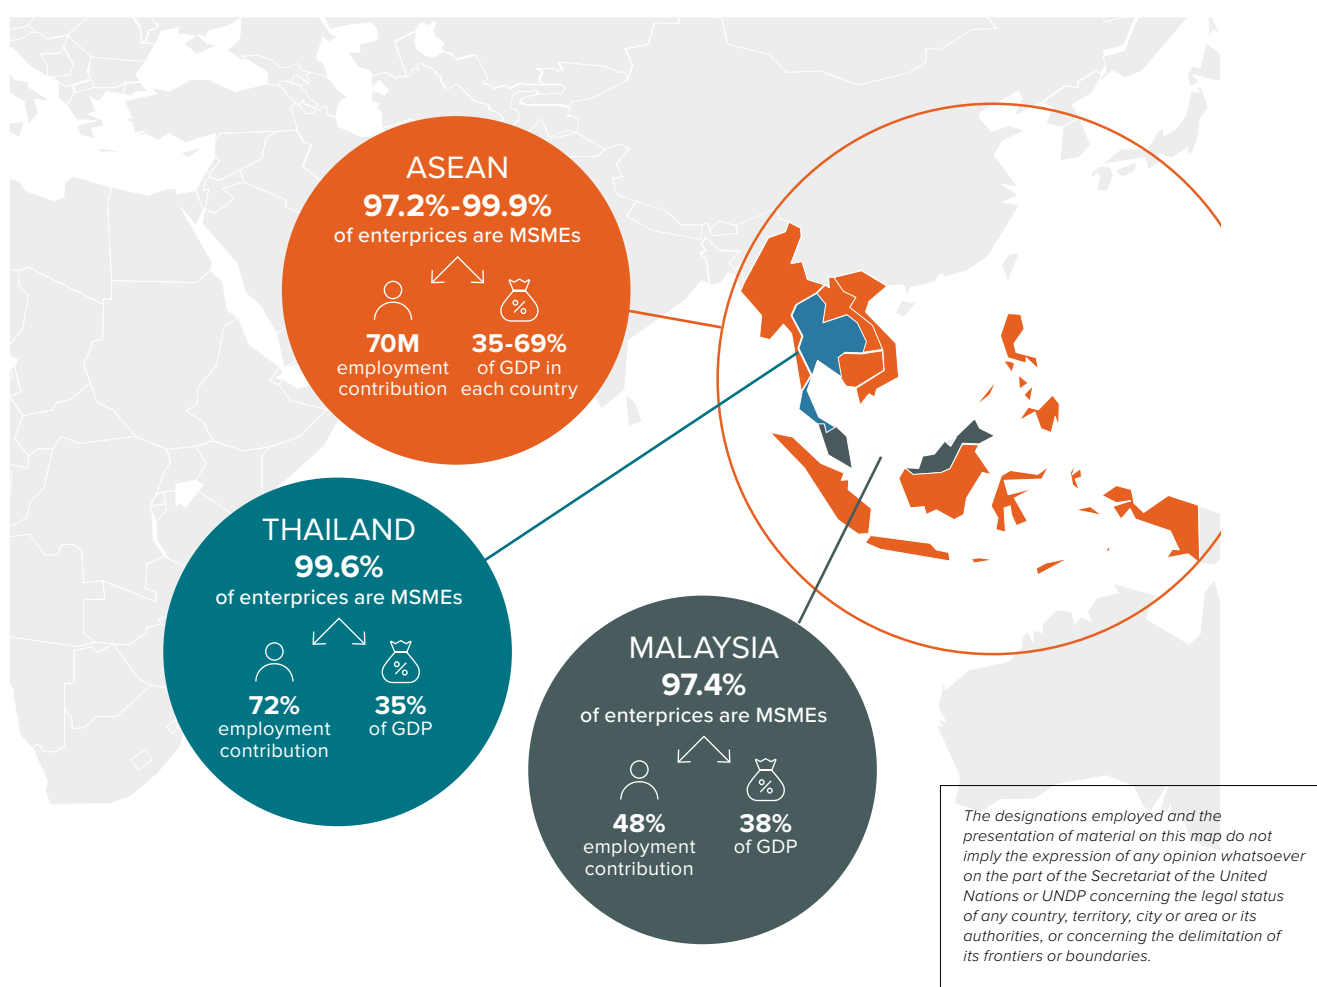 ASEAN
97.2%-99.9%
of enterprices are MSMEs
%
70M
employment
contribution
35-69%
of GDP in
each country
THAILAND
99.6%
of enterprices are MSMEs
%
72%
employment
contribution
35%
of GDP
MALAYSIA
97.4%
of enterprices are MSMEs
%
48%
employment
contribution
38%
of GDP
The designations employed and the
presentation of material on this map do not
imply the expression of any opinion whatsoever
on the part of the Secretariat of the United
Nations or UNDP concerning the legal status
of any country, territory, city or area or its
authorities, or concerning the delimitation of
its frontiers or boundaries.